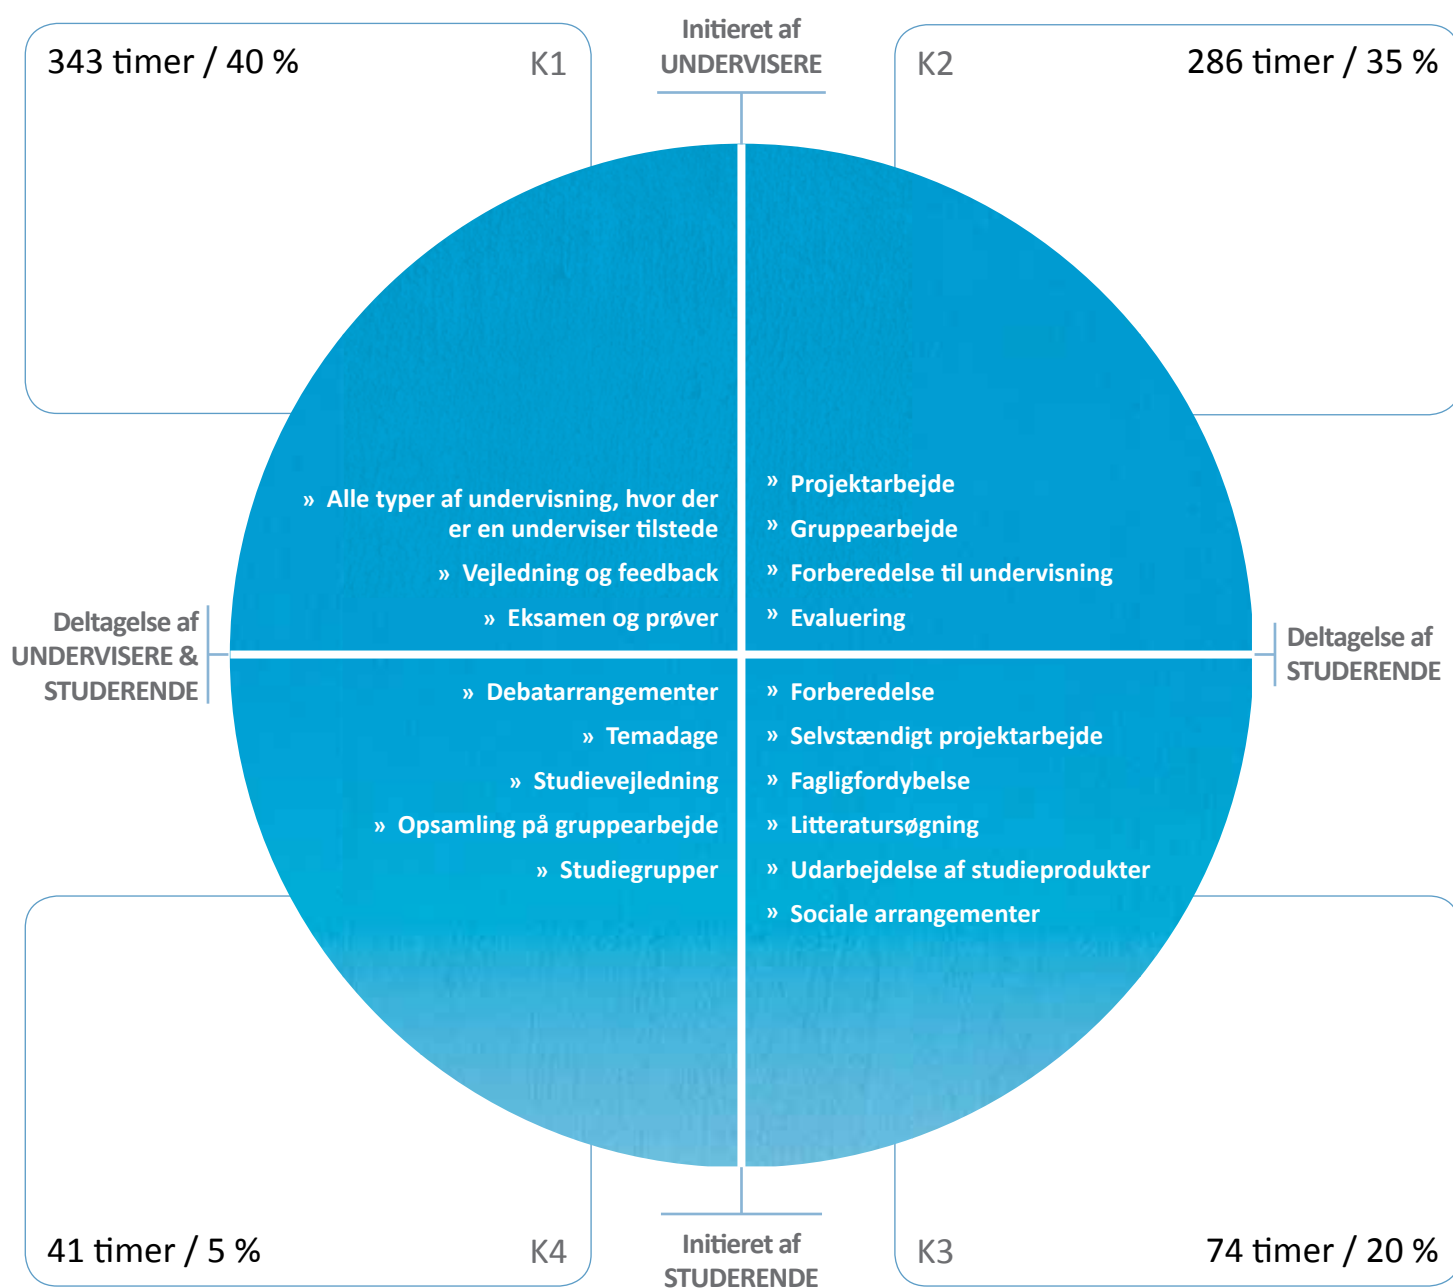 343 timer / 40 %
K1
Initieret af
UNDERVISERE
K2
286 timer / 35 %
» Alle typer af undervisning, hvor der
er en underviser tilstede
» Vejledning og feedback
» Eksamen og prøver
» Projektarbejde
» Gruppearbejde
» Forberedelse til undervisning
» Evaluering
Deltagelse af
UNDERVISERE &
STUDERENDE
Deltagelse af
STUDERENDE
» Debatarrangementer
» Temadage
» Studievejledning
» Opsamling på gruppearbejde
» Studiegrupper
» Forberedelse
» Selvstændigt projektarbejde
» Fagligfordybelse
» Litteratursøgning
» Udarbejdelse af studieprodukter
» Sociale arrangementer
41 timer / 5 %
K4
Initieret af
STUDERENDE
K3
74 timer / 20 %